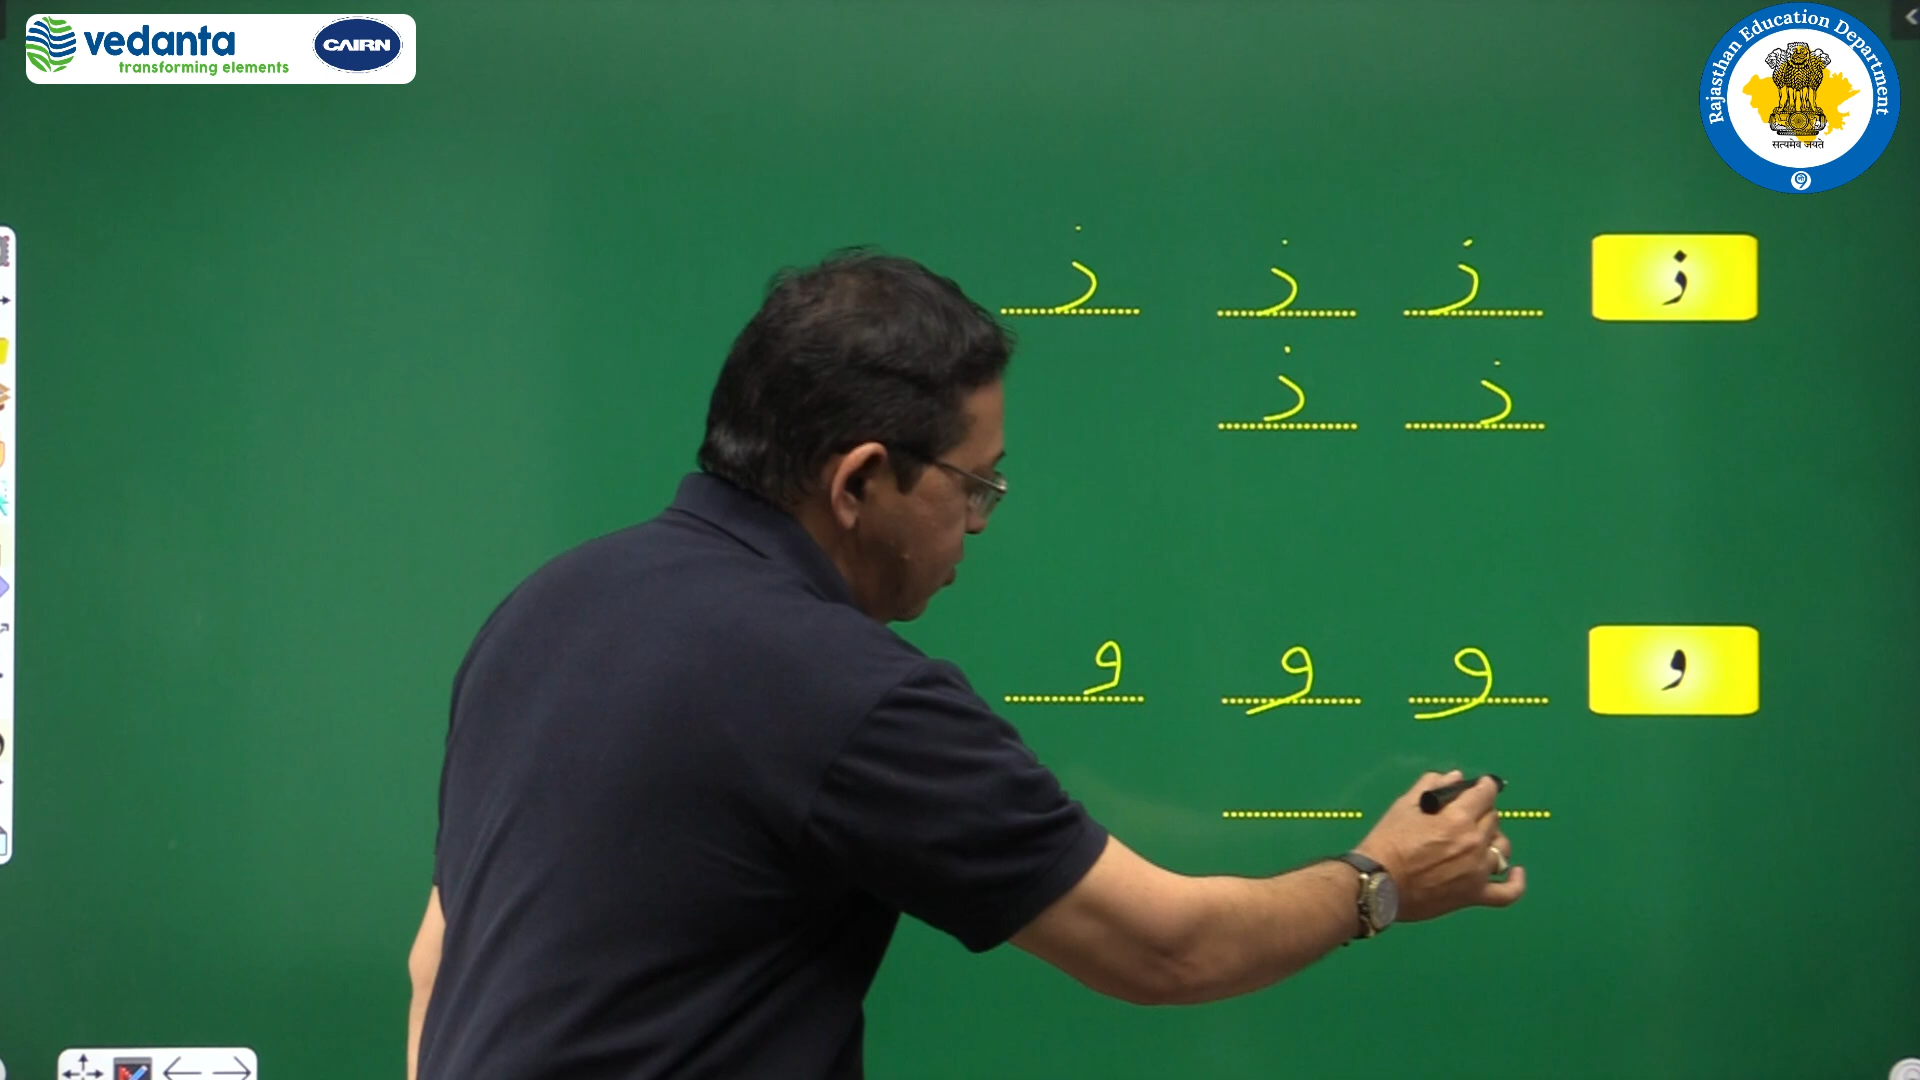 vedanta
transforming elements
CAIRN
Rajasthan Education Department
सत्यमेव जयते
ذ ذ ذ ذ
ذ ذ
و و و و